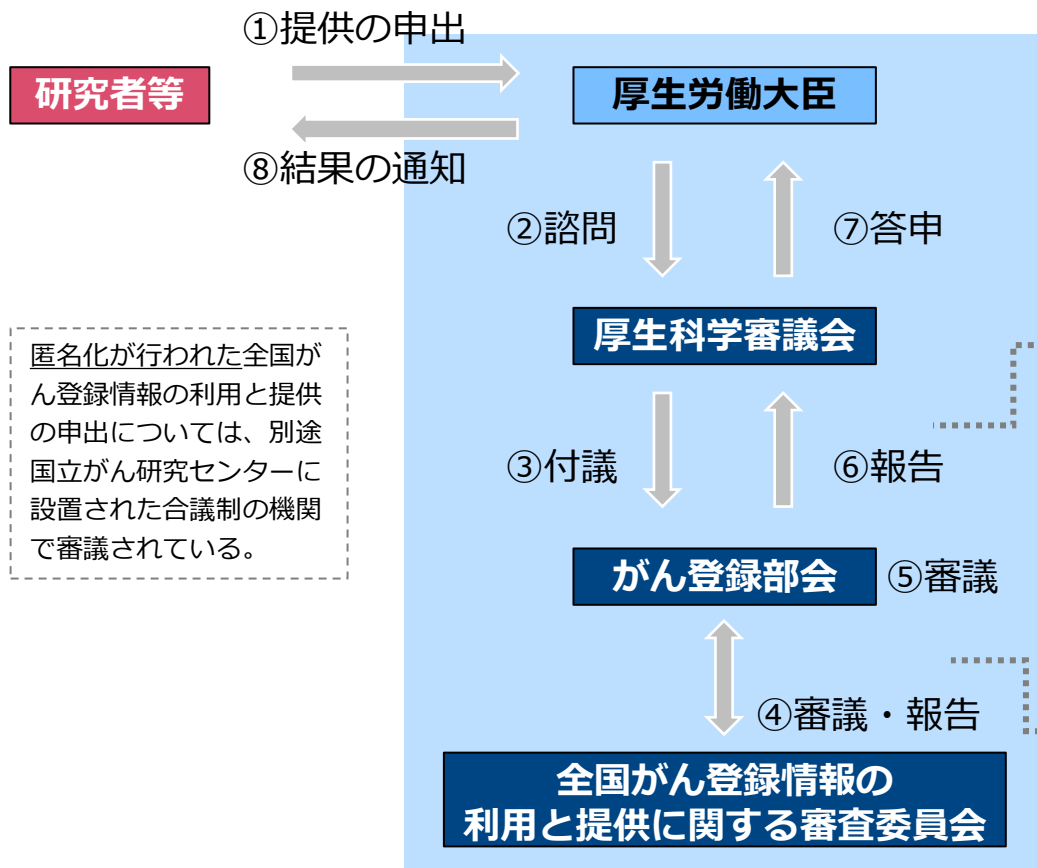 ①提供の申出
研究者等
厚生労働大臣
⑧結果の通知
②諮問
⑦答申
厚生科学審議会
匿名化が行われた全国が
ん登録情報の利用と提供
の申出については、別途
国立がん研究センターに
設置された合議制の機関
で審議されている。
③付議
⑥報告
がん登録部会
⑤審議
④審議・報告
全国がん登録情報の
利用と提供に関する審査委員会